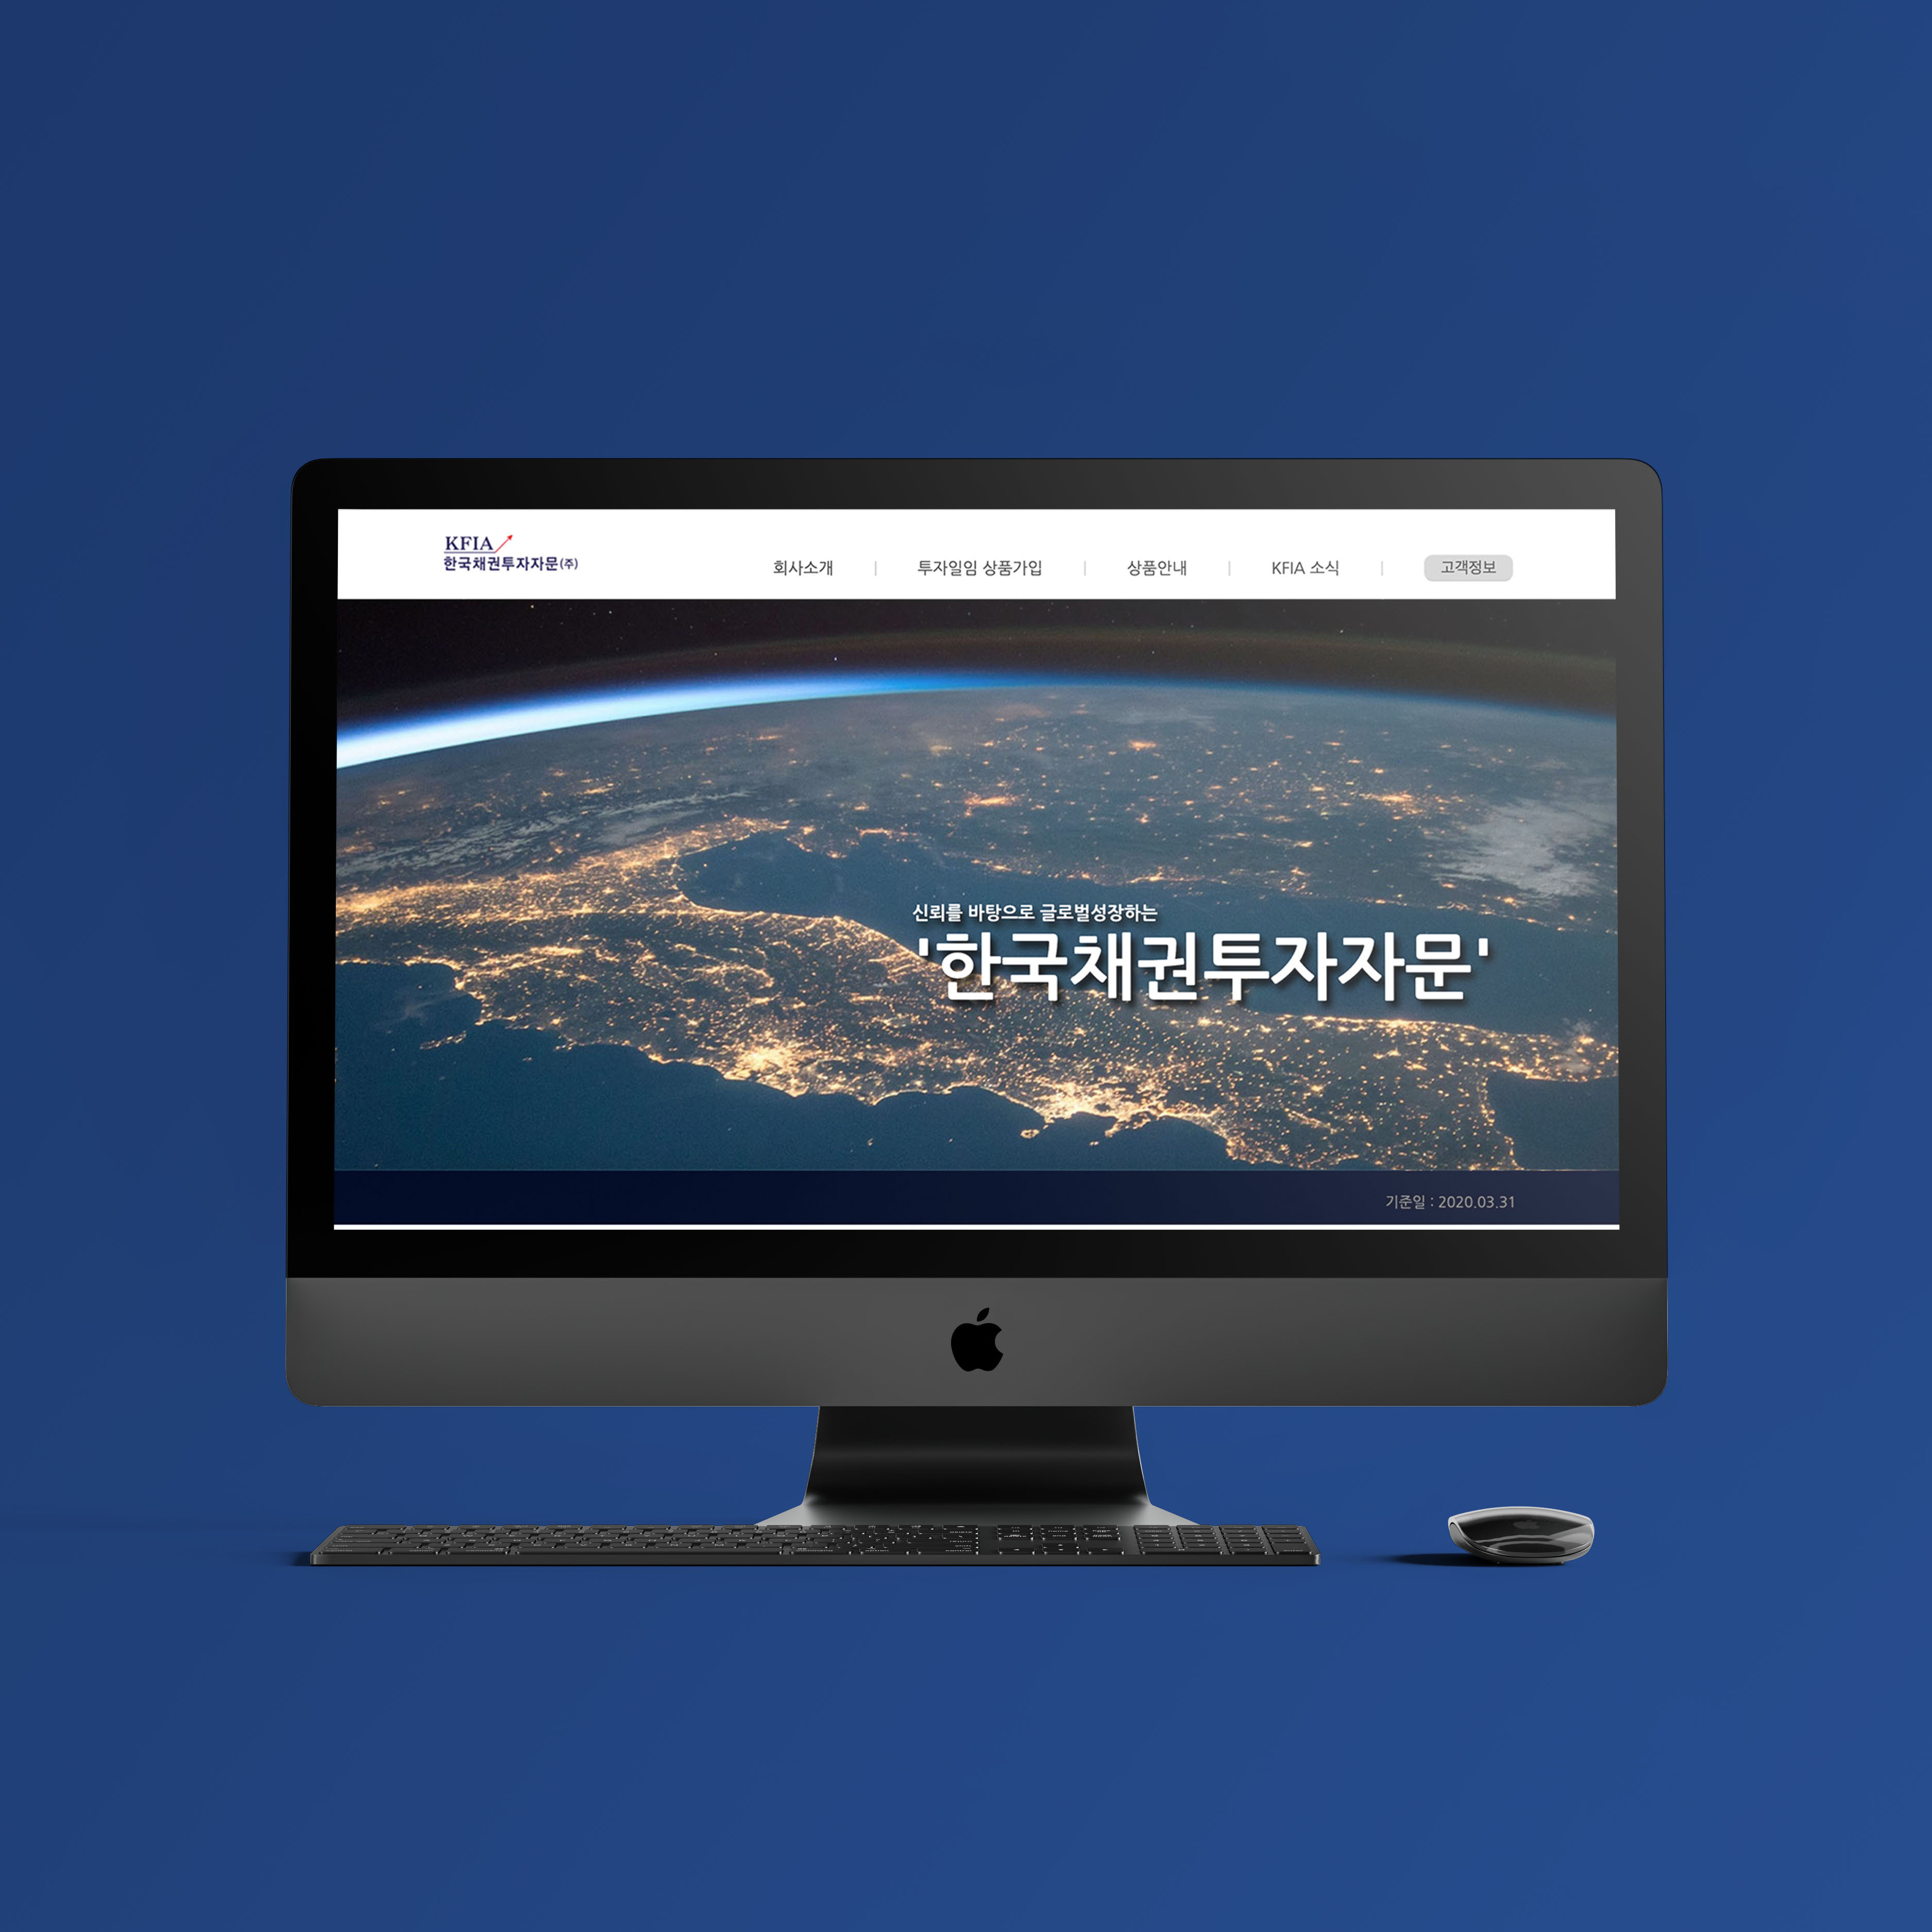 KFIA
한국채권투자자문(주)
회사소개 | 투자일임 상품가입 | 상품안내 | KFIA 소식 | 고객정보
신뢰를 바탕으로 글로벌성장하는
'한국채권투자자문'
기준일 : 2020.03.31